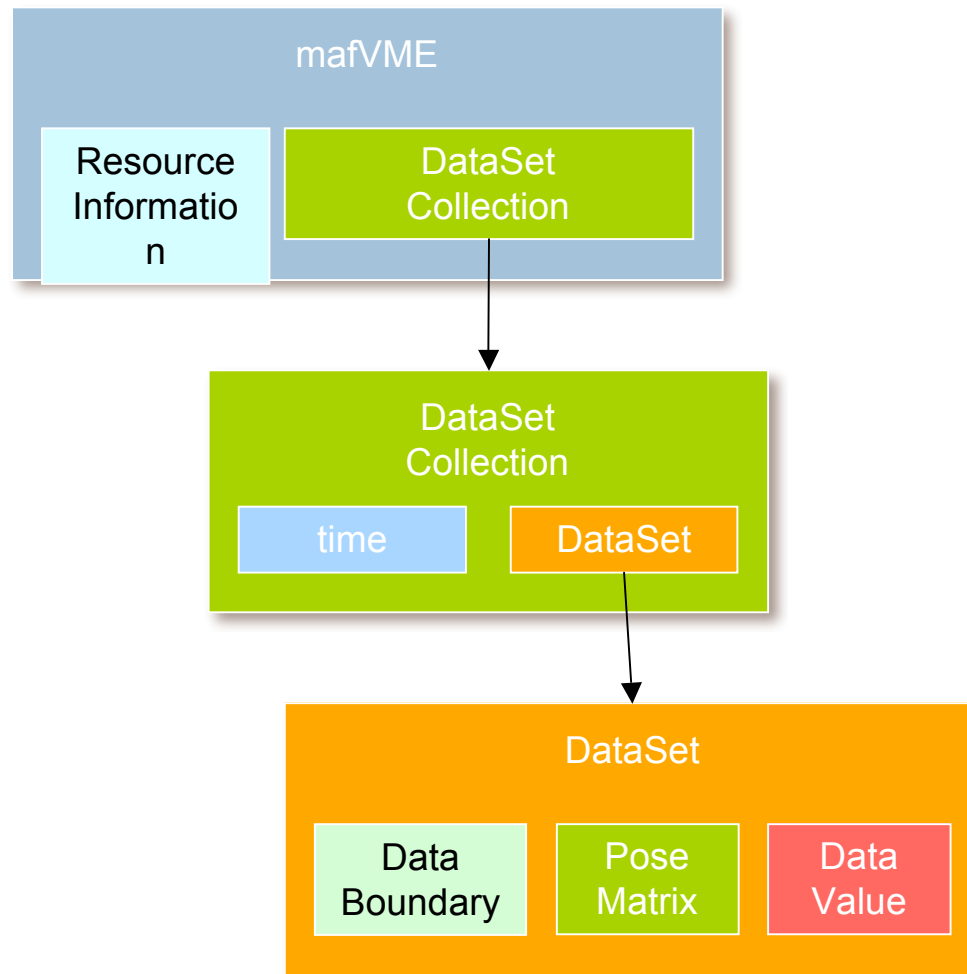 mafVME
Resource
Informatio
n
DataSet
Collection
DataSet
Collection
time
DataSet
DataSet
Data
Boundary
Pose
Matrix
Data
Value